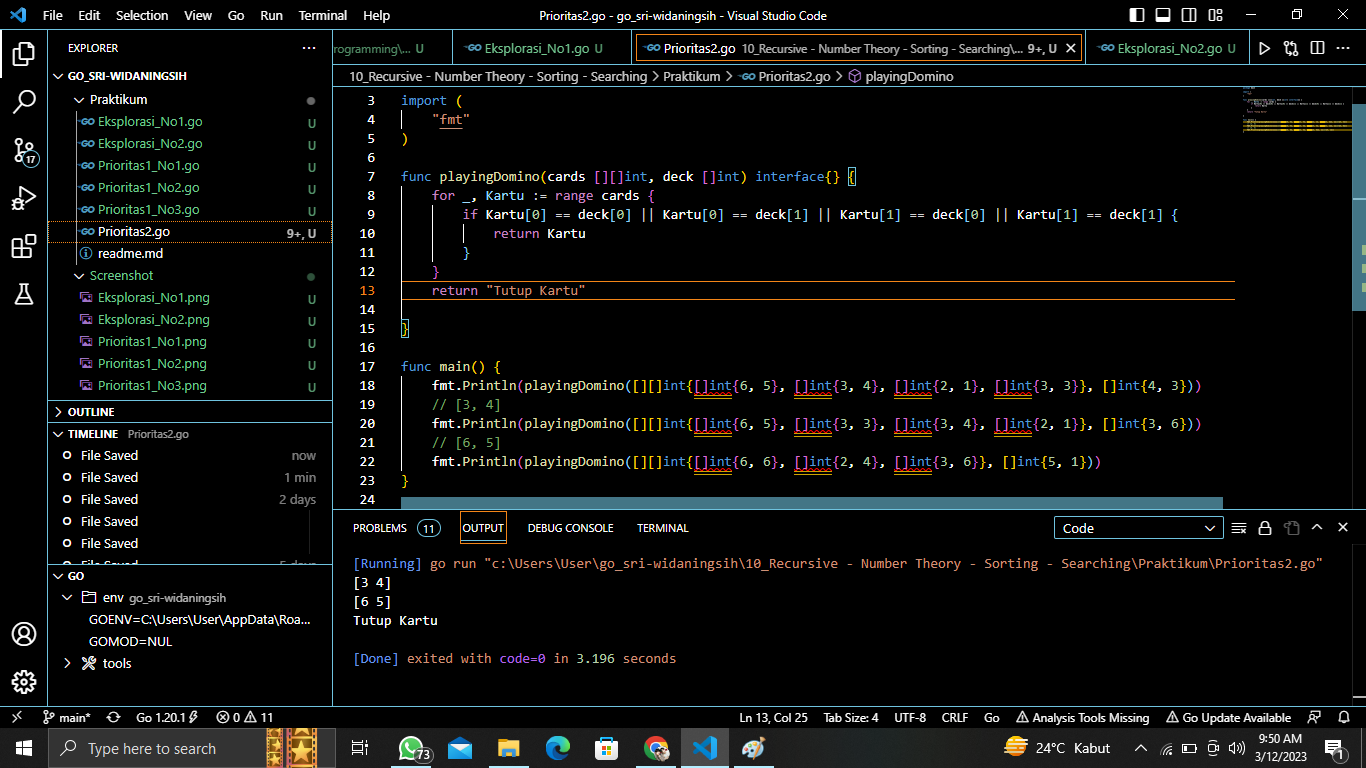 File Edit Selection View Go Run Terminal Help
Prioritas2.go - go_sri-widaningsih - Visual Studio Code
EXPLORER
GO_SRI-WIDANINGSIH
Praktikum
Eksplorasi_No1.go U
Eksplorasi_No2.go U
Prioritas1_No1.go U
Prioritas1_No2.go U
Prioritas1_No3.go U
Prioritas2.go 9+, U
readme.md
Screenshot
Eksplorasi_No1.png U
Eksplorasi_No2.png U
Prioritas1_No1.png U
Prioritas1_No2.png U
Prioritas1_No3.png U
OUTLINE
TIMELINE Prioritas2.go
File Saved now
File Saved 1 min
File Saved 2 days
File Saved
File Saved
GO
env go_sri-widaningsih
GOENV=C:\Users\User\AppData\Roa...
GOMOD=NUL
tools
17
rogramming\... U
GO Eksplorasi_No1.go U
GO Prioritas2.go 10_Recursive - Number Theory - Sorting - Searching\... 9+, U
GO Eksplorasi_No2.go U
10_Recursive - Number Theory - Sorting - Searching > Praktikum > GO Prioritas2.go > playingDomino
3 import (
4 "fmt"
5 )
6
7 func playingDomino(cards [][]int, deck []int) interface{} {
8 for _, Kartu := range cards {
9 if Kartu[0] == deck[0] || Kartu[0] == deck[1] || Kartu[1] == deck[0] || Kartu[1] == deck[1] {
10 return Kartu
11 }
12 }
13 return "Tutup Kartu"
14
15 }
16
17 func main() {
18 fmt.Println(playingDomino([][]int{[]int{6, 5}, []int{3, 4}, []int{2, 1}, []int{3, 3}}, []int{4, 3}))
19 // [3, 4]
20 fmt.Println(playingDomino([][]int{[]int{6, 5}, []int{3, 3}, []int{3, 4}, []int{2, 1}}, []int{3, 6}))
21 // [6, 5]
22 fmt.Println(playingDomino([][]int{[]int{6, 6}, []int{2, 4}, []int{3, 6}}, []int{5, 1}))
23 }
24
PROBLEMS 11 OUTPUT DEBUG CONSOLE TERMINAL Code
[Running] go run "c:\Users\User\go_sri-widaningsih\10_Recursive - Number Theory - Sorting - Searching\Praktikum\Prioritas2.go"
[3 4]
[6 5]
Tutup Kartu
[Done] exited with code=0 in 3.196 seconds
main* Go 1.20.1 0 11 Ln 13, Col 25 Tab Size: 4 UTF-8 CRLF Go Analysis Tools Missing Go Update Available
Type here to search 73 24°C Kabut 9:50 AM
3/12/2023 1